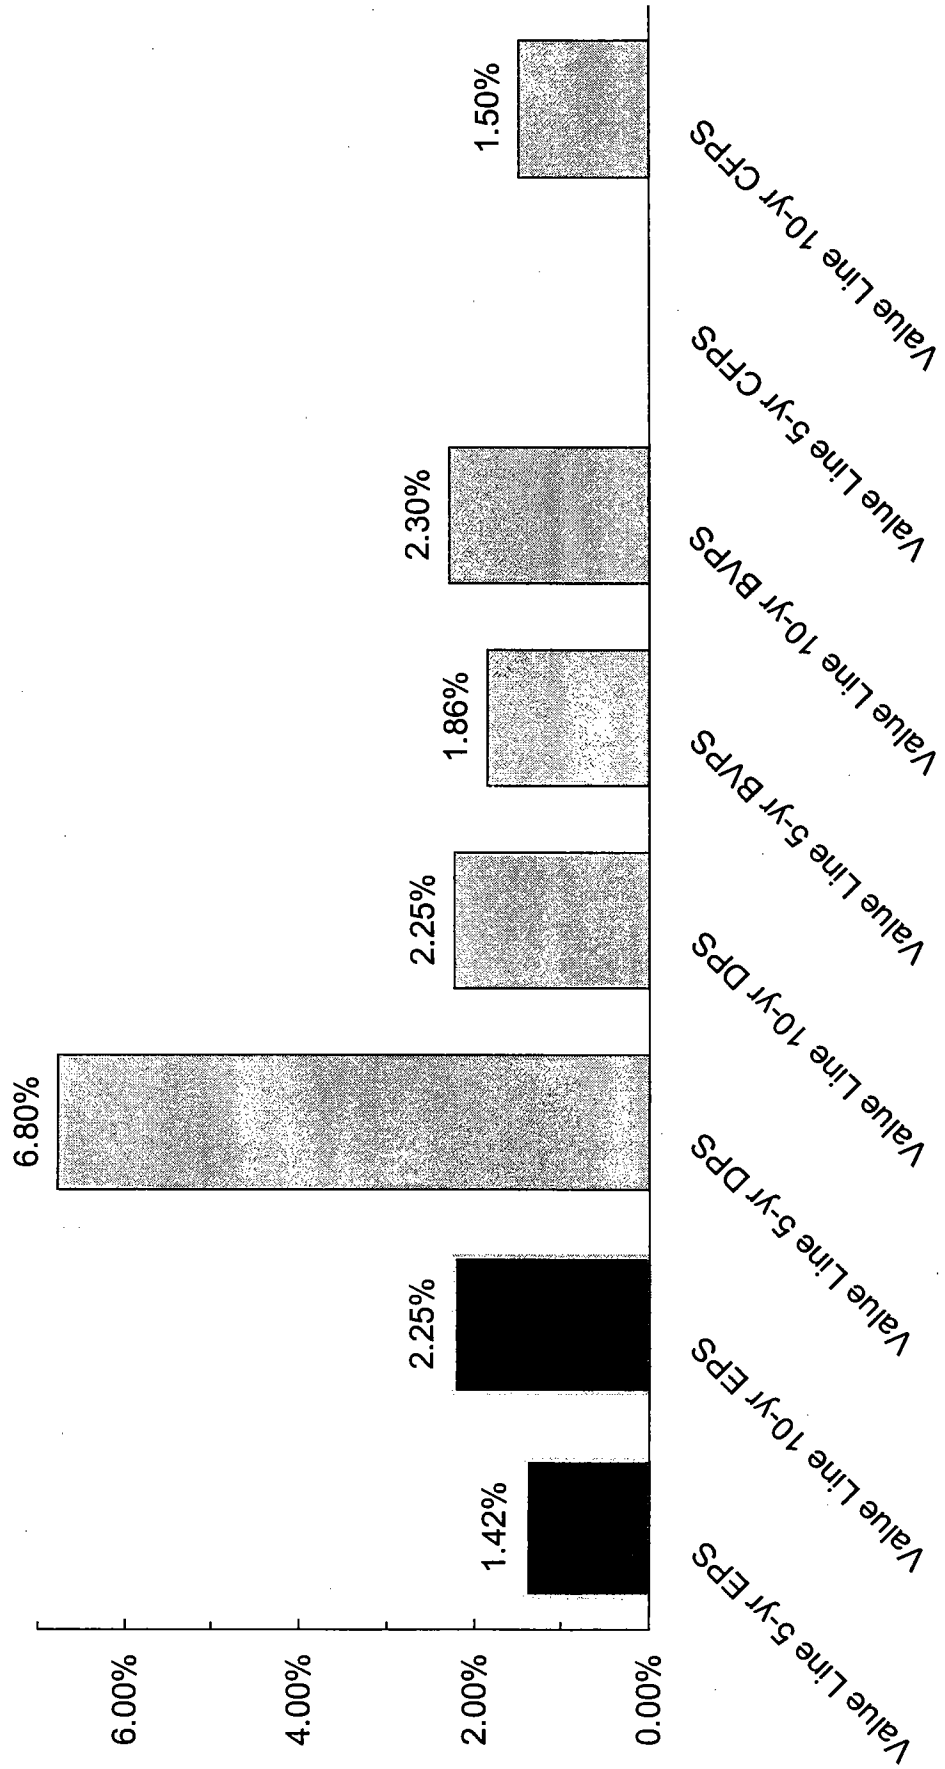 6.00%
4.00%
2.00%
0.00%
1.42%
2.25%
6.80%
2.25%
1.86%
2.30%
1.50%
Value Line 5-yr EPS
Value Line 10-yr EPS
Value Line 5-yr DPS
Value Line 10-yr DPS
Value Line 5-yr BVPS
Value Line 10-yr BVPS
Value Line 5-yr CFPS
Value Line 10-yr CFPS